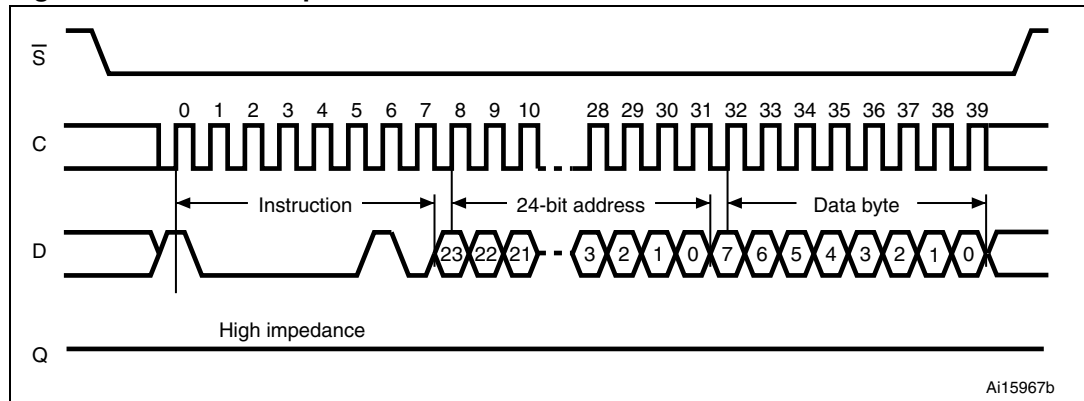 S
0 1 2 3 4 5 6 7 8 9 10 28 29 30 31 32 33 34 35 36 37 38 39
C
Instruction 24-bit address Data byte
D
23 22 21 3 2 1 0 7 6 5 4 3 2 1 0
High impedance
Q
Ai15967b